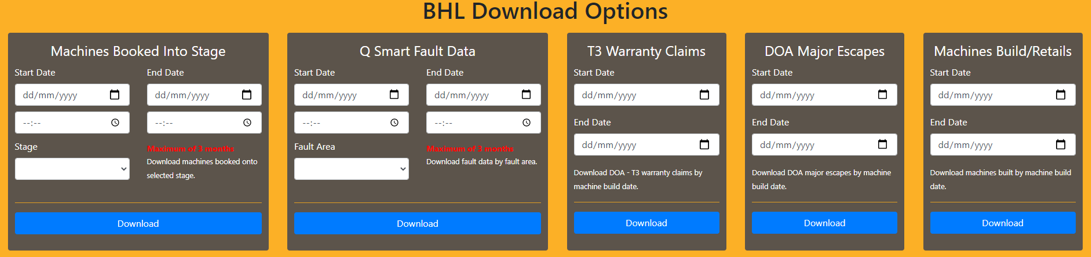 BHL Download Options
Machines Booked Into Stage
Start Date
End Date
dd/mm/yyyy
dd/mm/yyyy
--:--
--:--
Stage
Maximum of 3 months
Download machines booked onto
selected stage.
Download
Q Smart Fault Data
Start Date
End Date
dd/mm/yyyy
dd/mm/yyyy
--:--
--:--
Fault Area
Maximum of 3 months
Download fault data by fault area.
Download
T3 Warranty Claims
Start Date
dd/mm/yyyy
End Date
dd/mm/yyyy
Download DOA - T3 warranty claims by
machine build date.
Download
DOA Major Escapes
Start Date
dd/mm/yyyy
End Date
dd/mm/yyyy
Download DOA major escapes by machine
build date.
Download
Machines Build/Retails
Start Date
dd/mm/yyyy
End Date
dd/mm/yyyy
Download machines built by machine build
date.
Download